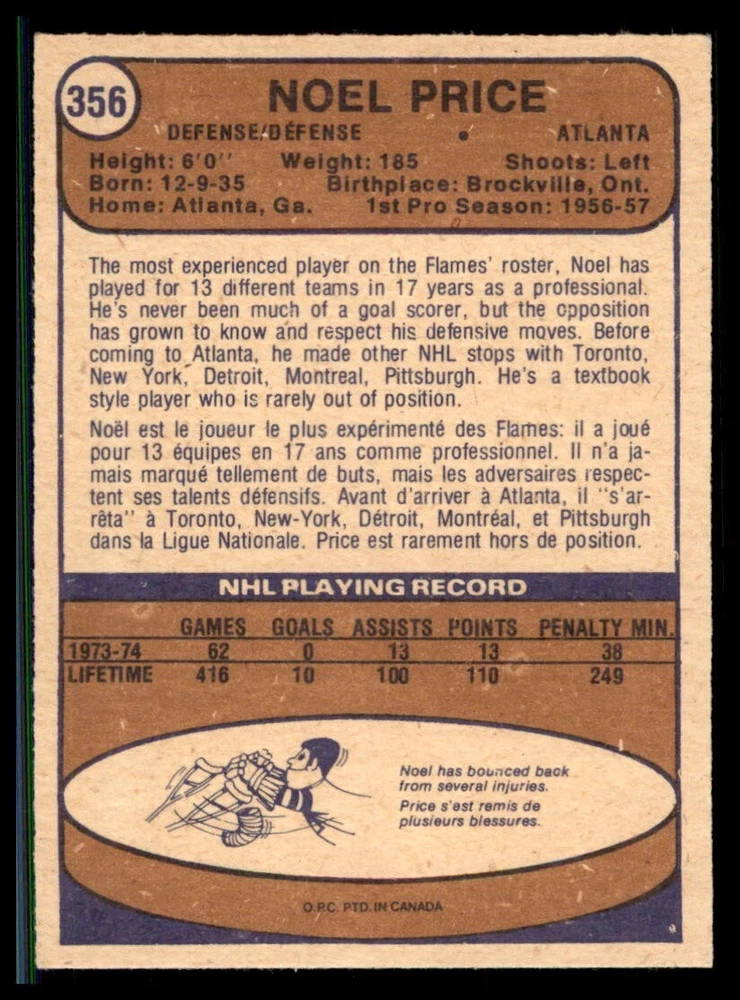 356
NOEL PRICE
DEFENSE/DÉFENSE • ATLANTA
Height: 6'0'' Weight: 185 Shoots: Left
Born: 12-9-35 Birthplace: Brockville, Ont.
Home: Atlanta, Ga. 1st Pro Season: 1956-57
The most experienced player on the Flames' roster, Noel has
played for 13 different teams in 17 years as a professional.
He's never been much of a goal scorer, but the opposition
has grown to know and respect his defensive moves. Before
coming to Atlanta, he made other NHL stops with Toronto,
New York, Detroit, Montreal, Pittsburgh. He's a textbook
style player who is rarely out of position.
Noël est le joueur le plus expérimenté des Flames: il a joué
pour 13 équipes en 17 ans comme professionnel. Il n'a ja-
mais marqué tellement de buts, mais les adversaires respec-
tent ses talents défensifs. Avant d'arriver à Atlanta, il ''s'ar-
rêta'' à Toronto, New-York, Détroit, Montréal, et Pittsburgh
dans la Ligue Nationale. Price est rarement hors de position.
NHL PLAYING RECORD
GAMES GOALS ASSISTS POINTS PENALTY MIN.
1973-74 62 0 13 13 38
LIFETIME 416 10 100 110 249
Noel has bounced back
from several injuries.
Price s'est remis de
plusieurs blessures.
O.P.C. PTD. IN CANADA